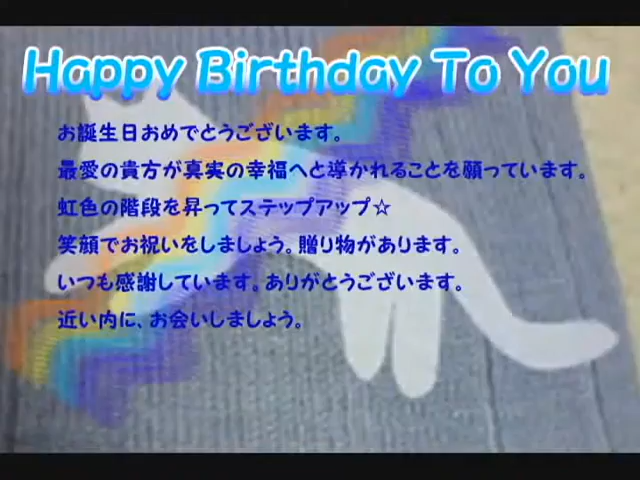 Happy Birthday To You
お誕生日おめでとうございます。
最愛の貴方が真実の幸福へと導かれることを願っています。
虹色の階段を昇ってステップアップ☆
笑顔でお祝いをしましょう。贈り物があります。
いつも感謝しています。ありがとうございます。
近い内に、お会いしましょう。